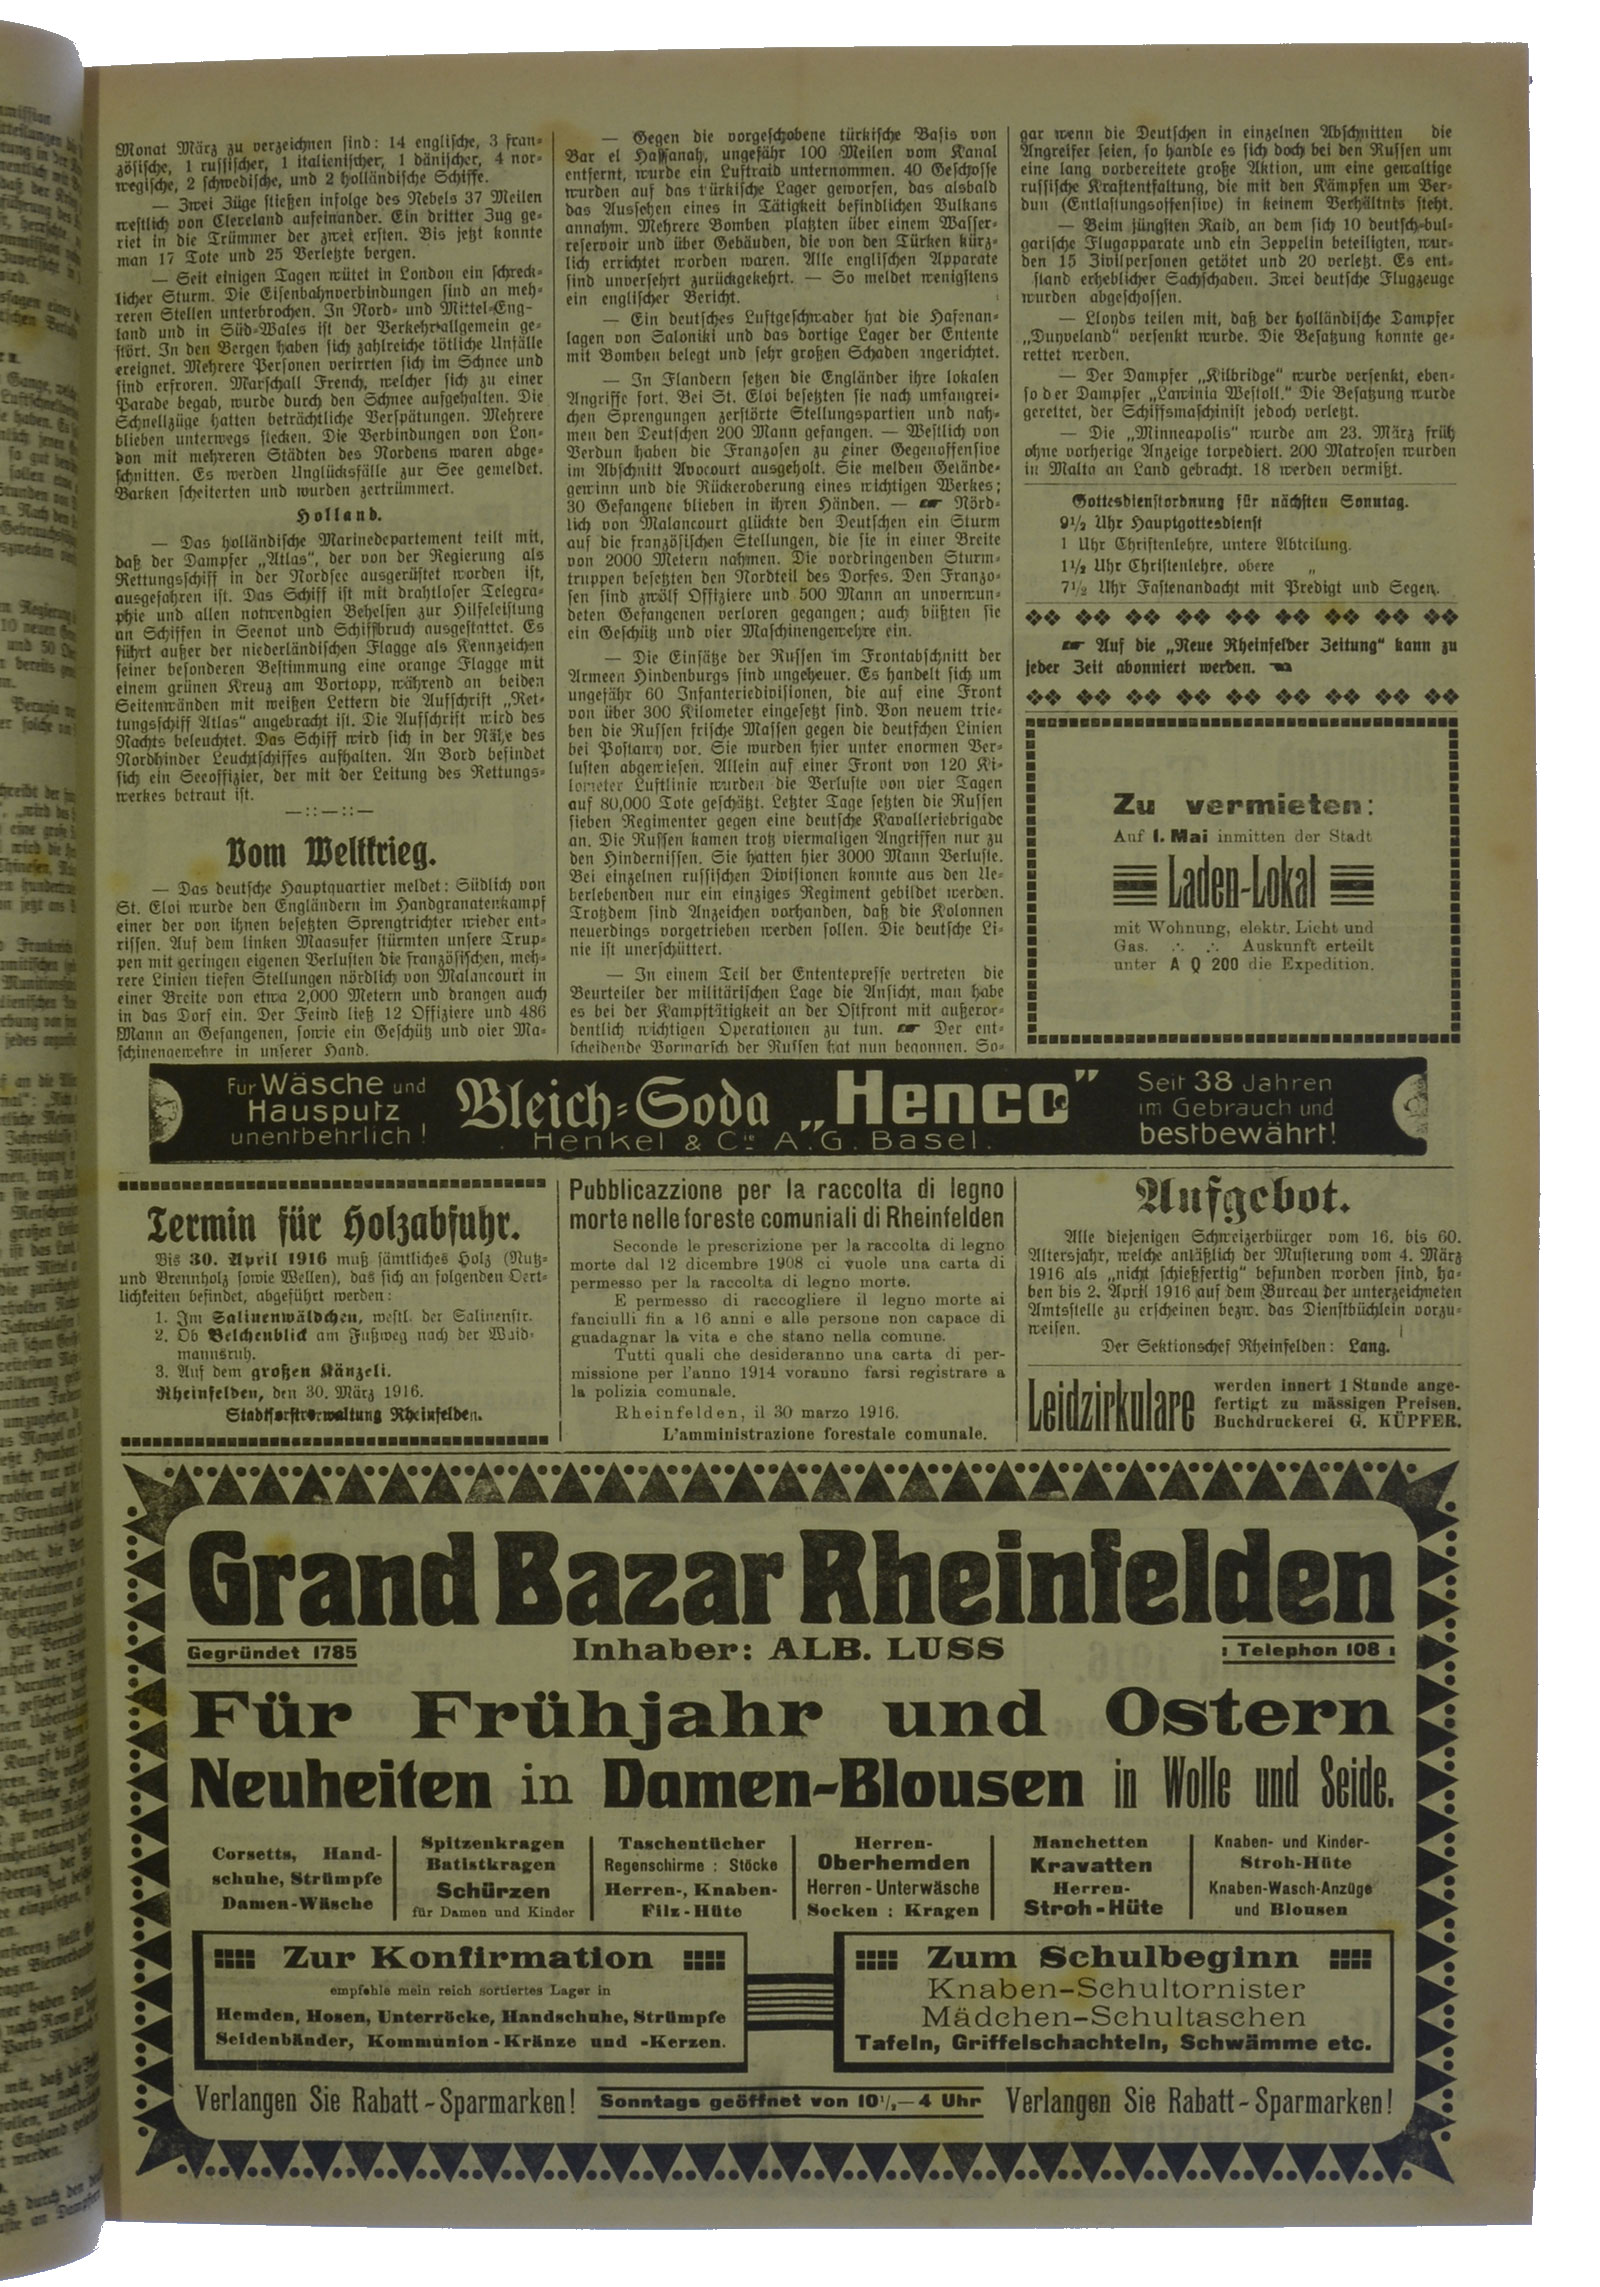 Monat März zu verzeichnen sind: 14 englische, 3 fran-
zösische, 1 russischer, 1 italienischer, 1 dänischer, 4 nor-
wegische, 2 schwedische, und 2 holländische Schiffe.
— Zwei Züge stießen infolge des Nebels 37 Meilen
westlich von Cleveland aufeinander. Ein dritter Zug ge-
riet in die Trümmer der zwei ersten. Bis jetzt konnte
man 17 Tote und 25 Verletzte bergen.
— Seit einigen Tagen wütet in London ein schreck-
licher Sturm. Die Eisenbahnverbindungen sind an meh-
reren Stellen unterbrochen. In Nord- und Mittel-Eng-
land und in Süd-Wales ist der Verkehr allgemein ge-
stört. In den Bergen haben sich zahlreiche tötliche Unfälle
ereignet. Mehrere Personen verirrten sich im Schnee und
sind erfroren. Marschall French, welcher sich zu einer
Parade begab, wurde durch den Schnee aufgehalten. Die
Schnellzüge hatten beträchtliche Verspätungen. Mehrere
blieben unterwegs stecken. Die Verbindungen von Lon-
don mit mehreren Städten des Nordens waren abge-
schnitten. Es werden Unglücksfälle zur See gemeldet.
Barken scheiterten und wurden zertrümmert.
Holland.
— Das holländische Marinedepartement teilt mit,
daß der Dampfer „Atlas“, der von der Regierung als
Rettungsschiff in der Nordsee ausgerüstet worden ist,
ausgefahren ist. Das Schiff ist mit drahtloser Telegra-
phie und allen notwendgien Behelfen zur Hilfeleistung
an Schiffen in Seenot und Schiffbruch ausgestattet. Es
führt außer der niederländischen Flagge als Kennzeichen
seiner besonderen Bestimmung eine orange Flagge mit
einem grünen Kreuz am Vortopp, während an beiden
Seitenwänden mit weißen Lettern die Aufschrift „Ret-
tungsschiff Atlas“ angebracht ist. Die Aufschrift wird des
Nachts beleuchtet. Das Schiff wird sich in der Nähe des
Nordhinder Leuchtschiffes aufhalten. An Bord befindet
sich ein Seeoffizier, der mit der Leitung des Rettungs-
werkes betraut ist.
—::—::—
Vom Weltkrieg.
— Das deutsche Hauptquartier meldet: Südlich von
St. Eloi wurde den Engländern im Handgranatenkampf
einer der von ihnen besetzten Sprengtrichter wieder ent-
rissen. Auf dem linken Maasufer stürmten unsere Trup-
pen mit geringen eigenen Verlusten die französischen, meh-
rere Linien tiefen Stellungen nördlich von Malancourt in
einer Breite von etwa 2,000 Metern und drangen auch
in das Dorf ein. Der Feind ließ 12 Offiziere und 486
Mann an Gefangenen, sowie ein Geschütz und vier Ma-
schinengewehre in unserer Hand.
— Gegen die vorgeschobene türkische Basis von
Bar el Hassanah, ungefähr 100 Meilen vom Kanal
entfernt, wurde ein Luftraid unternommen. 40 Geschosse
wurden auf das türkische Lager geworfen, das alsbald
das Aussehen eines in Tätigkeit befindlichen Vulkans
annahm. Mehrere Bomben platzten über einem Wasser-
reservoir und über Gebäuden, die von den Türken kürz-
lich errichtet worden waren. Alle englischen Apparate
sind unversehrt zurückgekehrt. — So meldet wenigstens
ein englischer Bericht.
— Ein deutsches Luftgeschwader hat die Hafenan-
lagen von Saloniki und das dortige Lager der Entente
mit Bomben belegt und sehr großen Schaden angerichtet.
— In Flandern setzen die Engländer ihre lokalen
Angriffe fort. Bei St. Eloi besetzten sie nach umfangrei-
chen Sprengungen zerstörte Stellungspartien und nah-
men den Deutschen 200 Mann gefangen. — Westlich von
Verdun haben die Franzosen zu einer Gegenoffensive
im Abschnitt Avocourt ausgeholt. Sie melden Gelände-
gewinn und die Rückeroberung eines wichtigen Werkes;
30 Gefangene blieben in ihren Händen. — ☛ Nörd-
lich von Malancourt glückte den Deutschen ein Sturm
auf die französischen Stellungen, die sie in einer Breite
von 2000 Metern nahmen. Die vordringenden Sturm-
truppen besetzten den Nordteil des Dorfes. Den Franzo-
sen sind zwölf Offiziere und 500 Mann an unverwun-
deten Gefangenen verloren gegangen; auch büßten sie
ein Geschütz und vier Maschinengewehre ein.
— Die Einsätze der Russen im Frontabschnitt der
Armeen Hindenburgs sind ungeheuer. Es handelt sich um
ungefähr 60 Infanteriedivisionen, die auf eine Front
von über 300 Kilometer eingesetzt sind. Von neuem trie-
ben die Russen frische Massen gegen die deutschen Linien
bei Postawy vor. Sie wurden hier unter enormen Ver-
lusten abgewiesen. Allein auf einer Front von 120 Ki-
lometer Luftlinie wurden die Verluste von vier Tagen
auf 80,000 Tote geschätzt. Letzter Tage setzten die Russen
sieben Regimenter gegen eine deutsche Kavalleriebrigade
an. Die Russen kamen trotz viermaligen Angriffen nur zu
den Hindernissen. Sie hatten hier 3000 Mann Verluste.
Bei einzelnen russischen Divisionen konnte aus den Ue-
berlebenden nur ein einziges Regiment gebildet werden.
Trotzdem sind Anzeichen vorhanden, daß die Kolonnen
neuerdings vorgetrieben werden sollen. Die deutsche Li-
nie ist unerschüttert.
— In einem Teil der Ententepresse vertreten die
Beurteiler der militärischen Lage die Ansicht, man habe
es bei der Kampftätigkeit an der Ostfront mit außeror-
dentlich wichtigen Operationen zu tun. ☛ Der ent-
scheidende Vormarsch der Russen hat nun begonnen. So-
gar wenn die Deutschen in einzelnen Abschnitten die
Angreifer seien, so handle es sich doch bei den Russen um
eine lang vorbereitete große Aktion, um eine gewaltige
russische Kraftentfaltung, die mit den Kämpfen um Ver-
dun (Entlastungsoffensive) in keinem Verhältnis steht.
— Beim jüngsten Raid, an dem sich 10 deutsch-bul-
garische Flugapparate und ein Zeppelin beteiligten, wur-
den 15 Zivilpersonen getötet und 20 verletzt. Es ent-
stand erheblicher Sachschaden. Zwei deutsche Flugzeuge
wurden abgeschossen.
— Lloyds teilen mit, daß der holländische Dampfer
„Duyveland“ versenkt wurde. Die Besatzung konnte ge-
rettet werden.
— Der Dampfer „Kilbridge“ wurde versenkt, eben-
so der Dampfer „Lawinia Westoll.“ Die Besatzung wurde
gerettet, der Schiffsmaschinist jedoch verletzt.
— Die „Minneapolis“ wurde am 23. März früh
ohne vorherige Anzeige torpediert. 200 Matrosen wurden
in Malta an Land gebracht. 18 werden vermißt.
Gottesdienstordnung für nächsten Sonntag.
9½ Uhr Hauptgottesdienst
1 Uhr Christenlehre, untere Abteilung.
1½ Uhr Christenlehre, obere „
7½ Uhr Fastenandacht mit Predigt und Segen.
☛ Auf die „Neue Rheinfelder Zeitung“ kann zu
jeder Zeit abonniert werden. ☚
Zu vermieten:
Auf 1. Mai inmitten der Stadt
Laden-Lokal
mit Wohnung, elektr. Licht und
Gas. ∴ ∴ Auskunft erteilt
unter A Q 200 die Expedition.
Für Wäsche und
Hausputz
unentbehrlich!
Bleich-Soda „Henco”
Henkel & Cie A.G. Basel.
Seit 38 Jahren
im Gebrauch und
bestbewährt!
Termin für Holzabfuhr.
Bis 30. April 1916 muß sämtliches Holz (Nutz-
und Brennholz sowie Wellen), das sich an folgenden Oert-
lichkeiten befindet, abgeführt werden:
1. Im Salinenwäldchen, westl. der Salinenstr.
2. Ob Belchenblick am Fußweg nach der Waid-
mannsruh.
3. Auf dem großen Känzeli.
Rheinfelden, den 30. März 1916.
Stadtforstverwaltung Rheinfelden.
Pubblicazzione per la raccolta di legno
morte nelle foreste comuniali di Rheinfelden
Seconde le prescrizione per la raccolta di legno
morte dal 12 dicembre 1908 ci vuole una carta di
permesso per la raccolta di legno morte.
E permesso di raccogliere il legno morte ai
fanciulli fin a 16 anni e alle persone non capace di
guadagnar la vita e che stano nella comune.
Tutti quali che desideranno una carta di per-
missione per l'anno 1914 voranno farsi registrare a
la polizia comunale.
Rheinfelden, il 30 marzo 1916.
L'amministrazione forestale comunale.
Aufgebot.
Alle diejenigen Schweizerbürger vom 16. bis 60.
Altersjahr, welche anläßlich der Musterung vom 4. März
1916 als „nicht schießfertig“ befunden worden sind, ha-
ben bis 2. April 1916 auf dem Bureau der unterzeichneten
Amtsstelle zu erscheinen bezw. das Dienstbüchlein vorzu-
weisen.
Der Sektionschef Rheinfelden: Lang.
Leidzirkulare
werden innert 1 Stunde ange-
fertigt zu mässigen Preisen.
Buchdruckerei G. KÜPFER.
Grand Bazar Rheinfelden
Gegründet 1785
Inhaber: ALB. LUSS
: Telephon 108 :
Für Frühjahr und Ostern
Neuheiten in Damen-Blousen in Wolle und Seide.
Corsetts, Hand-
schuhe, Strümpfe
Damen-Wäsche
Spitzenkragen
Batistkragen
Schürzen
für Damen und Kinder
Taschentücher
Regenschirme : Stöcke
Herren-, Knaben-
Filz-Hüte
Herren-
Oberhemden
Herren-Unterwäsche
Socken : Kragen
Manchetten
Kravatten
Herren-
Stroh-Hüte
Knaben- und Kinder-
Stroh-Hüte
Knaben-Wasch-Anzüge
und Blousen
Zur Konfirmation
empfehle mein reich sortiertes Lager in
Hemden, Hosen, Unterröcke, Handschuhe, Strümpfe
Seidenbänder, Kommunion-Kränze und -Kerzen.
Zum Schulbeginn
Knaben-Schultornister
Mädchen-Schultaschen
Tafeln, Griffelschachteln, Schwämme etc.
Verlangen Sie Rabatt-Sparmarken!
Sonntags geöffnet von 10½—4 Uhr
Verlangen Sie Rabatt-Sparmarken!